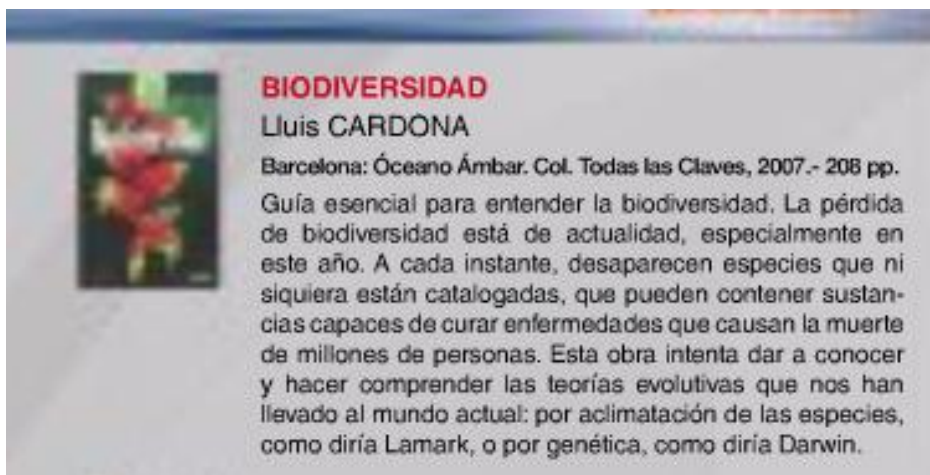 BIODIVERSIDAD
Lluis CARDONA
Barcelona: Óceano Ámbar. Col. Todas las Claves, 2007.- 208 pp.
Guía esencial para entender la biodiversidad. La pérdida
de biodiversidad está de actualidad, especialmente en
este año. A cada instante, desaparecen especies que ni
siquiera están catalogadas, que pueden contener sustan-
cias capaces de curar enfermedades que causan la muerte
de millones de personas. Esta obra intenta dar a conocer
y hacer comprender las teorías evolutivas que nos han
llevado al mundo actual: por aclimatación de las especies,
como diría Lamark, o por genética, como diría Darwin.